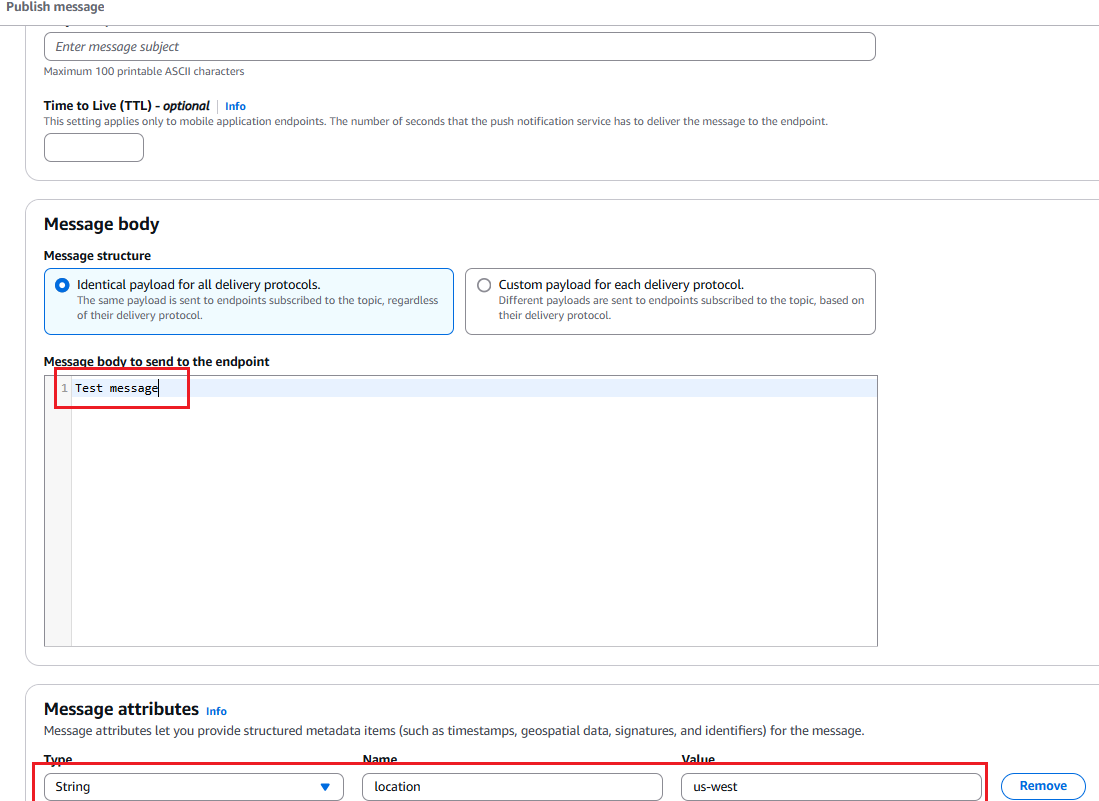 Publish message
Enter message subject
Maximum 100 printable ASCII characters
Time to Live (TTL) - optional Info
This setting applies only to mobile application endpoints. The number of seconds that the push notification service has to deliver the message to the endpoint.
Message body
Message structure
Identical payload for all delivery protocols.
The same payload is sent to endpoints subscribed to the topic, regardless
of their delivery protocol.
Custom payload for each delivery protocol.
Different payloads are sent to endpoints subscribed to the topic, based on
their delivery protocol.
Message body to send to the endpoint
1 Test message
Message attributes Info
Message attributes let you provide structured metadata items (such as timestamps, geospatial data, signatures, and identifiers) for the message.
Type Name Value
String location us-west Remove